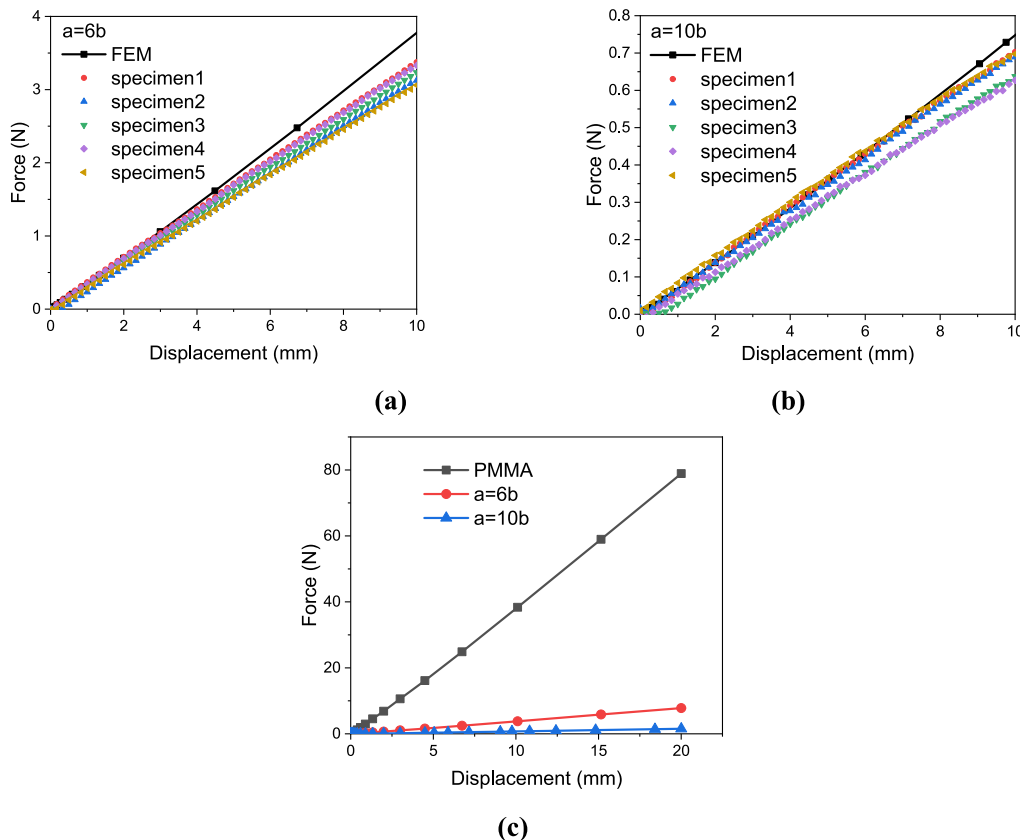 a=6b
FEM
specimen1
specimen2
specimen3
specimen4
specimen5
Force (N)
4
3
2
1
0
0 2 4 6 8 10
Displacement (mm)
(a)
a=10b
FEM
specimen1
specimen2
specimen3
specimen4
specimen5
Force (N)
0.8
0.7
0.6
0.5
0.4
0.3
0.2
0.1
0.0
0 2 4 6 8 10
Displacement (mm)
(b)
PMMA
a=6b
a=10b
Force (N)
80
60
40
20
0
0 5 10 15 20
Displacement (mm)
(c)